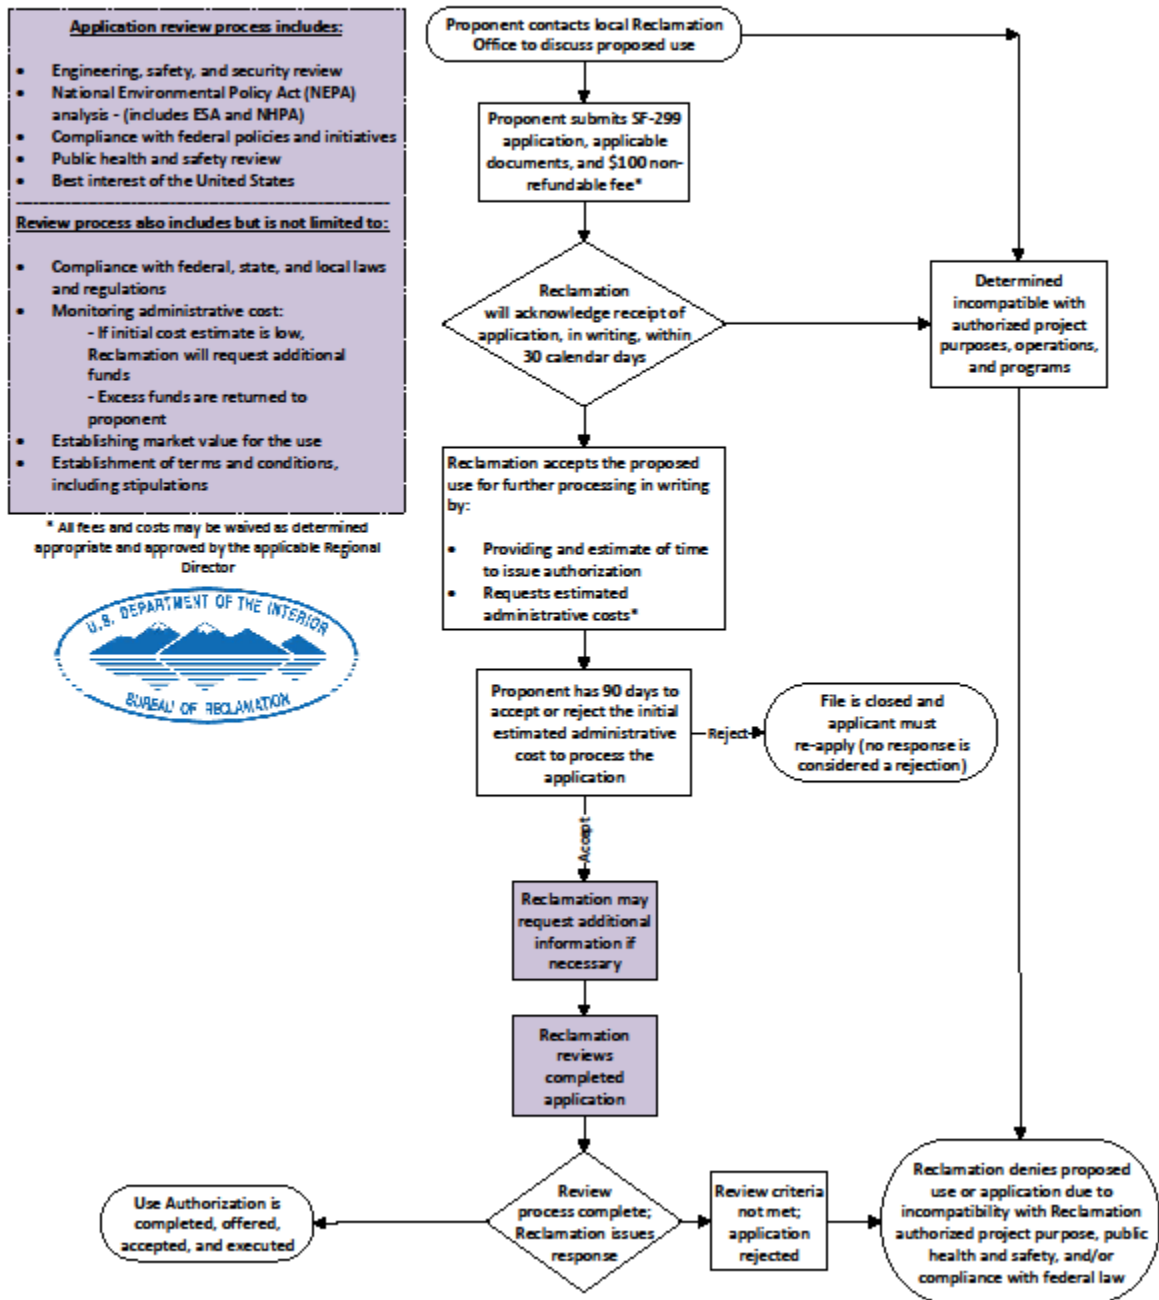 Application review process includes:
• Engineering, safety, and security review
• National Environmental Policy Act (NEPA)
analysis - (includes ESA and NHPA)
• Compliance with federal policies and initiatives
• Public health and safety review
• Best interest of the United States
Review process also includes but is not limited to:
• Compliance with federal, state, and local laws
and regulations
• Monitoring administrative cost:
- If initial cost estimate is low,
Reclamation will request additional
funds
- Excess funds are returned to
proponent
• Establishing market value for the use
• Establishment of terms and conditions,
including stipulations
* All fees and costs may be waived as determined
appropriate and approved by the applicable Regional
Director
U.S. DEPARTMENT OF THE INTERIOR
BUREAU OF RECLAMATION
Proponent contacts local Reclamation
Office to discuss proposed use
Proponent submits SF-299
application, applicable
documents, and $100 non-
refundable fee*
Reclamation
will acknowledge receipt of
application, in writing, within
30 calendar days
Determined
incompatible with
authorized project
purposes, operations,
and programs
Reclamation accepts the proposed
use for further processing in writing
by:
• Providing and estimate of time
to issue authorization
• Requests estimated
administrative costs*
Proponent has 90 days to
accept or reject the initial
estimated administrative
cost to process the
application
Reject
File is closed and
applicant must
re-apply (no response is
considered a rejection)
Accept
Reclamation may
request additional
information if
necessary
Reclamation
reviews
completed
application
Review
process complete;
Reclamation issues
response
Use Authorization is
completed, offered,
accepted, and executed
Review criteria
not met;
application
rejected
Reclamation denies proposed
use or application due to
incompatibility with Reclamation
authorized project purpose, public
health and safety, and/or
compliance with federal law